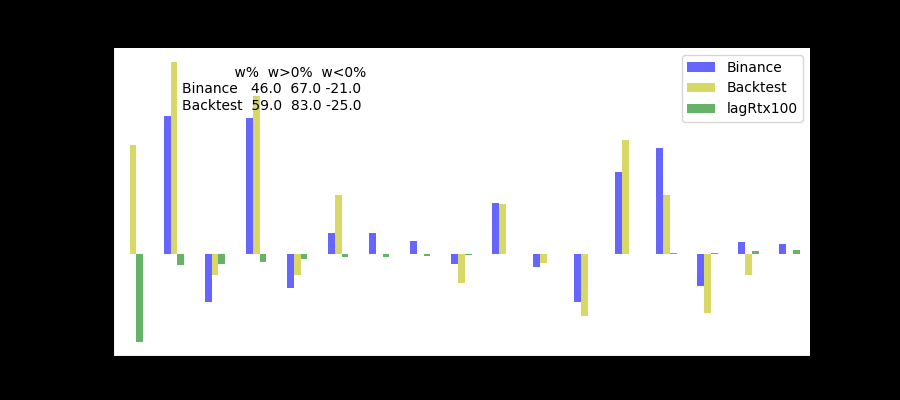 w%  w>0%  w<0%
Binance   46.0  67.0 -21.0
Backtest  59.0  83.0 -25.0
Binance
Backtest
lagRtx100